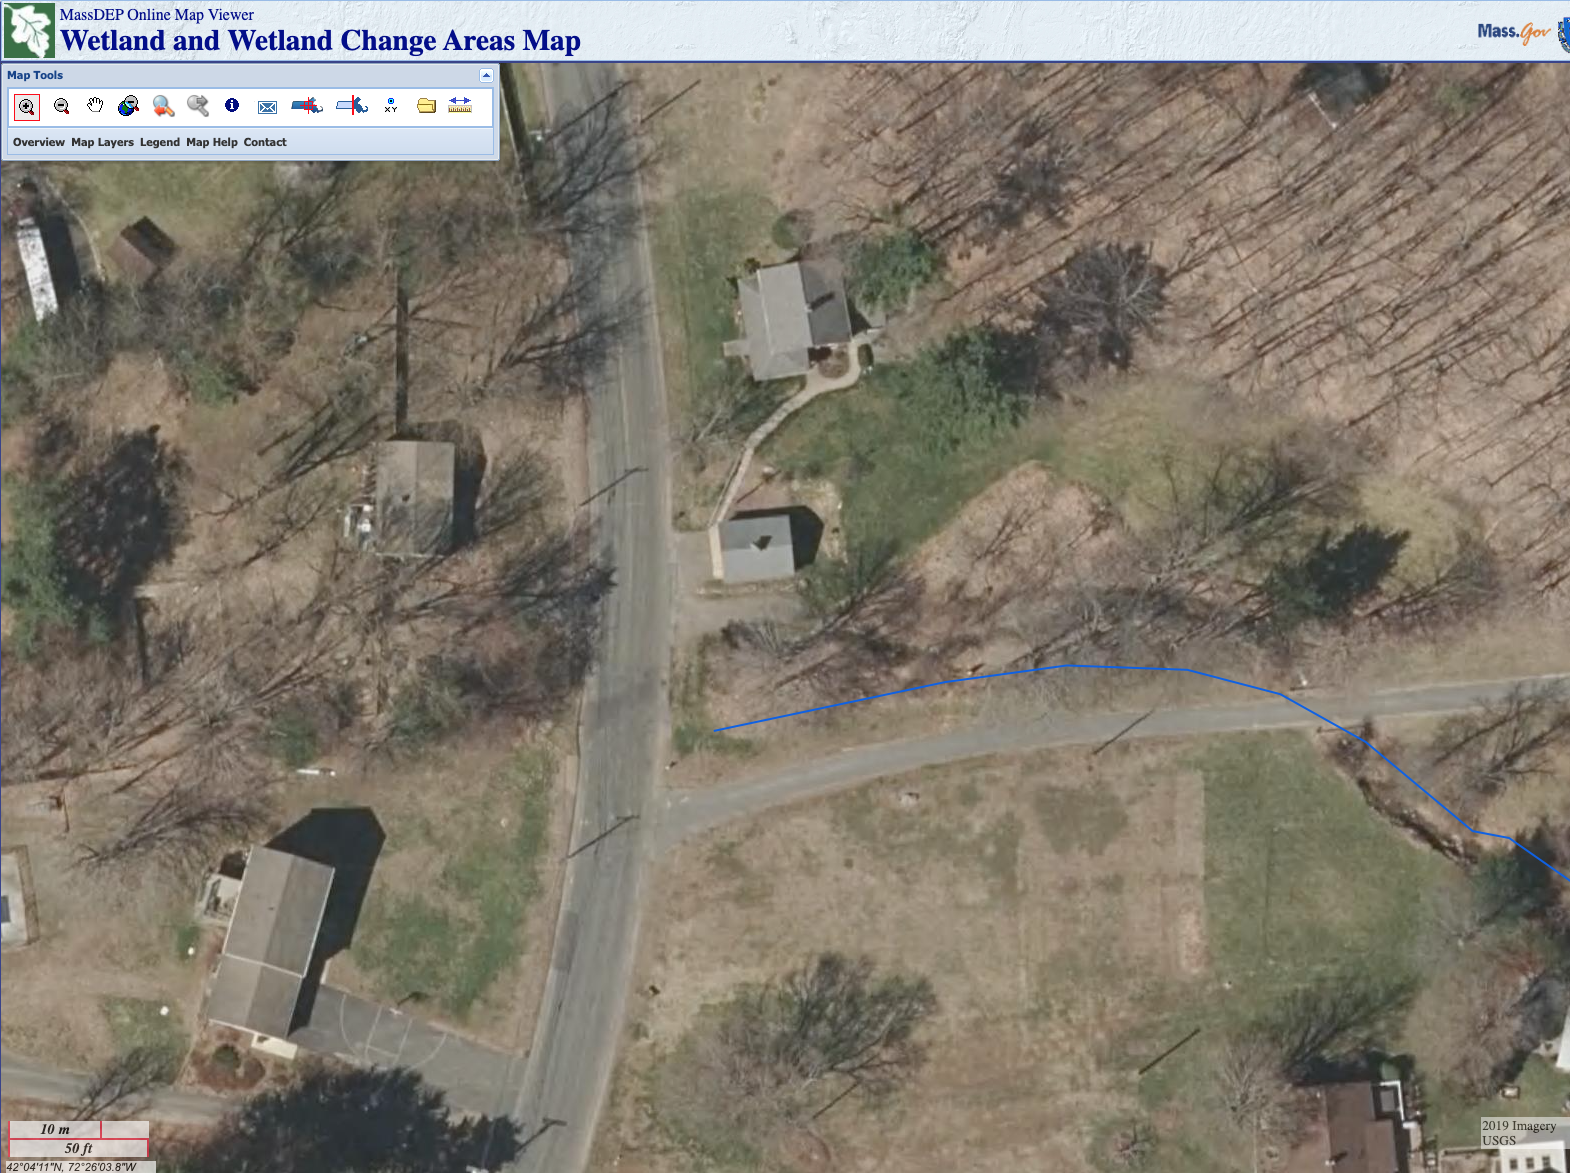 MassDEP Online Map Viewer
Wetland and Wetland Change Areas Map
Mass.Gov
Map Tools
XY
Overview Map Layers Legend Map Help Contact
10 m
50 ft
42°04'11"N, 72°26'03.8"W
2019 Imagery
USGS